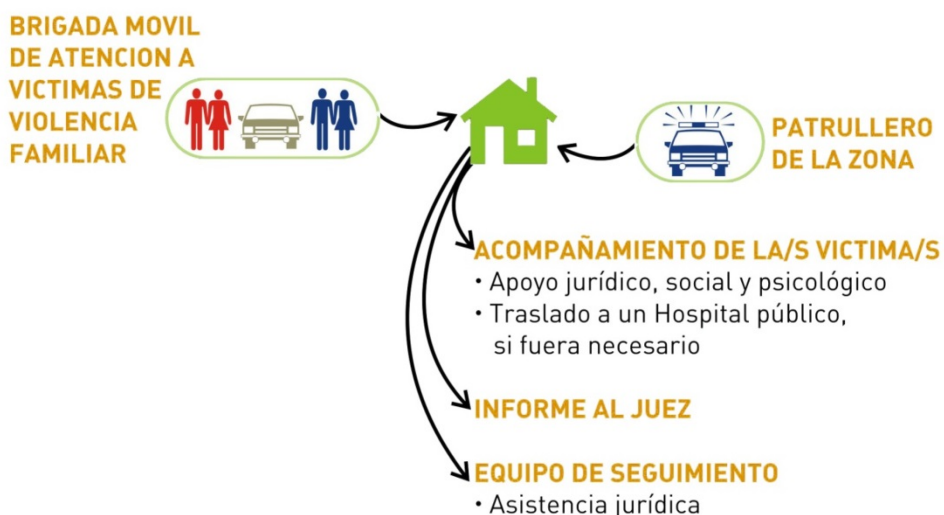 BRIGADA MOVIL
DE ATENCION A
VICTIMAS DE
VIOLENCIA
FAMILIAR
PATRULLERO
DE LA ZONA
ACOMPAÑAMIENTO DE LA/S VICTIMA/S
• Apoyo jurídico, social y psicológico
• Traslado a un Hospital público,
si fuera necesario
INFORME AL JUEZ
EQUIPO DE SEGUIMIENTO
• Asistencia jurídica